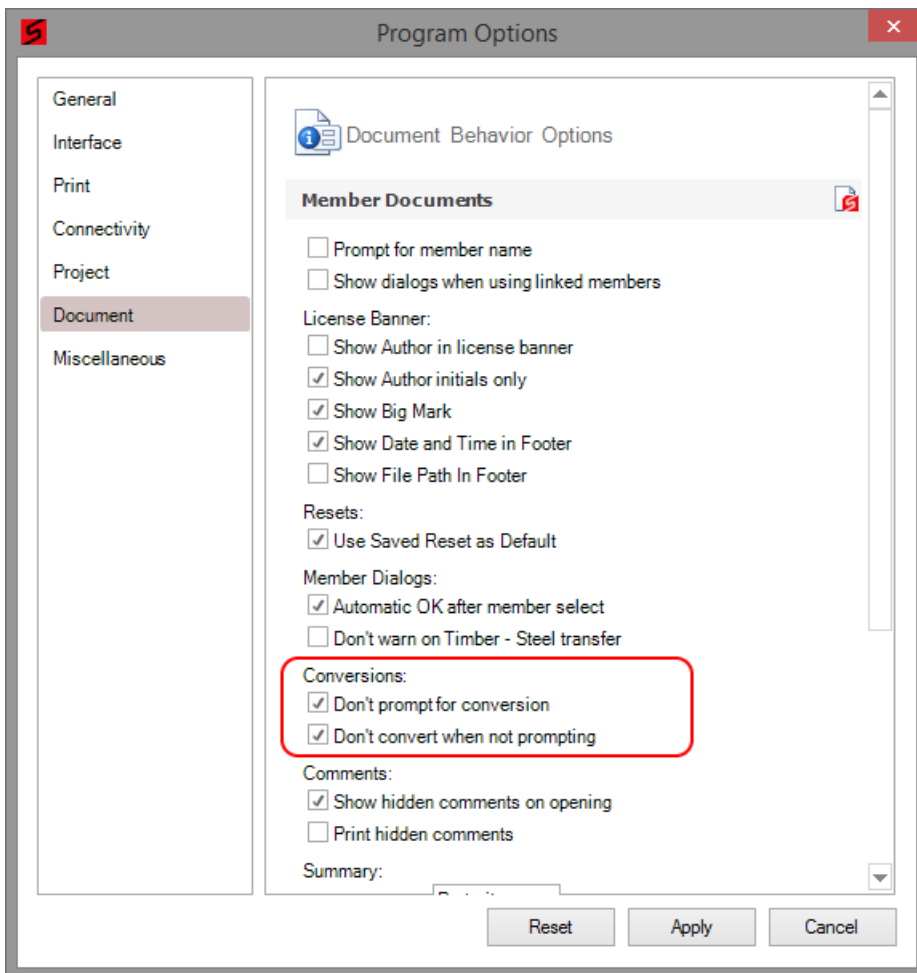 Program Options
General
Interface
Print
Connectivity
Project
Document
Miscellaneous
Document Behavior Options
Member Documents
Prompt for member name
Show dialogs when using linked members
License Banner:
Show Author in license banner
Show Author initials only
Show Big Mark
Show Date and Time in Footer
Show File Path In Footer
Resets:
Use Saved Reset as Default
Member Dialogs:
Automatic OK after member select
Don't warn on Timber - Steel transfer
Conversions:
Don't prompt for conversion
Don't convert when not prompting
Comments:
Show hidden comments on opening
Print hidden comments
Summary:
Reset
Apply
Cancel